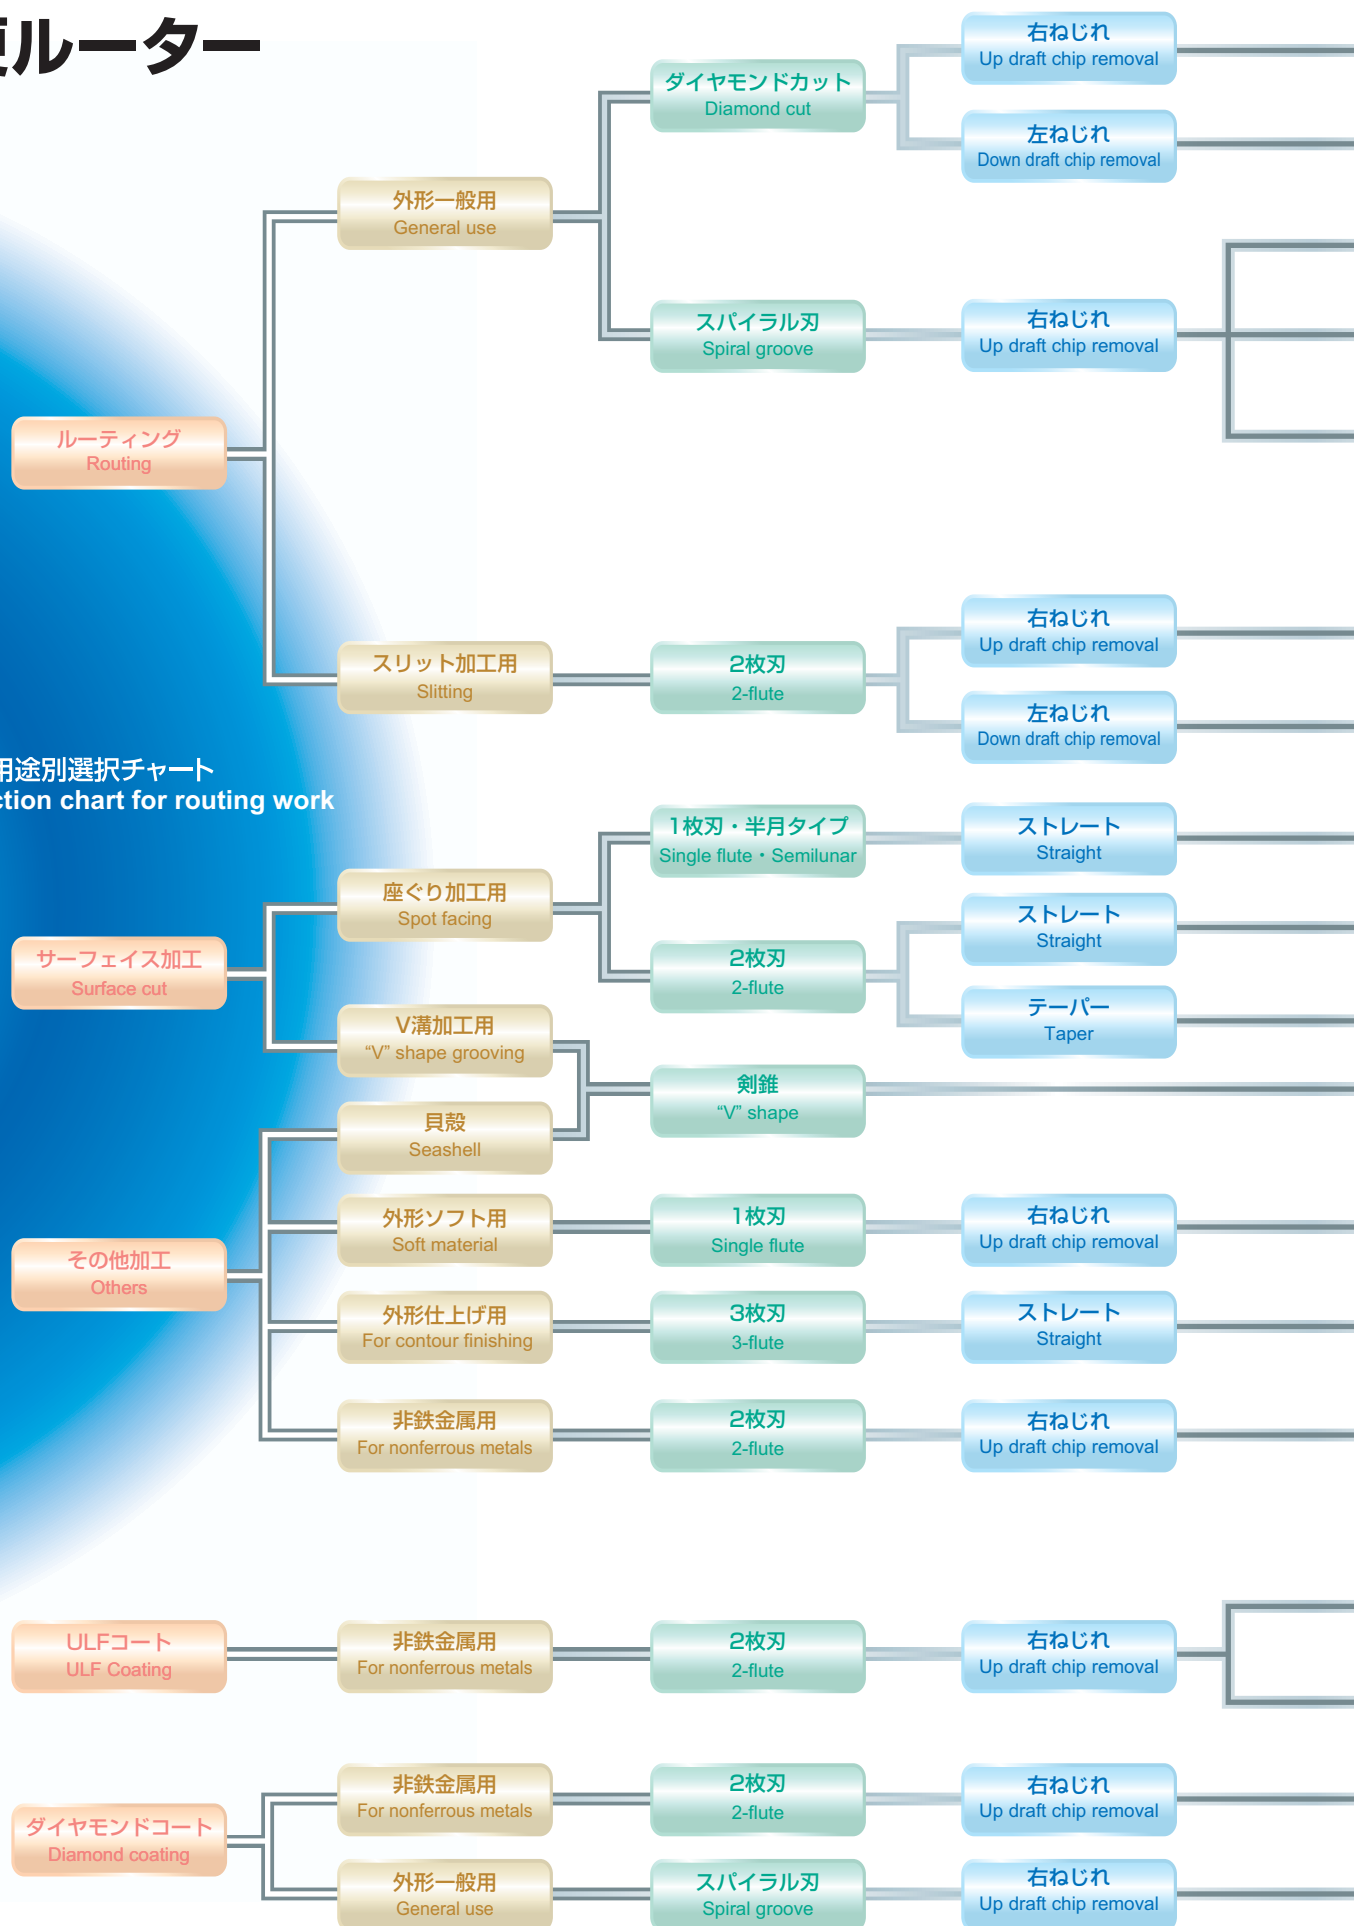 ルーター
右ねじれ
Up draft chip removal
ダイヤモンドカット
Diamond cut
左ねじれ
Down draft chip removal
外形一般用
General use
スパイラル刃
Spiral groove
右ねじれ
Up draft chip removal
ルーティング
Routing
右ねじれ
Up draft chip removal
スリット加工用
Slitting
2枚刃
2-flute
左ねじれ
Down draft chip removal
用途別選択チャート
ction chart for routing work
1枚刃・半月タイプ
Single flute・Semilunar
ストレート
Straight
座ぐり加工用
Spot facing
ストレート
Straight
サーフェイス加工
Surface cut
2枚刃
2-flute
テーパー
Taper
V溝加工用
“V” shape grooving
剣錐
“V” shape
貝殻
Seashell
外形ソフト用
Soft material
1枚刃
Single flute
右ねじれ
Up draft chip removal
その他加工
Others
外形仕上げ用
For contour finishing
3枚刃
3-flute
ストレート
Straight
非鉄金属用
For nonferrous metals
2枚刃
2-flute
右ねじれ
Up draft chip removal
ULFコート
ULF Coating
非鉄金属用
For nonferrous metals
2枚刃
2-flute
右ねじれ
Up draft chip removal
非鉄金属用
For nonferrous metals
2枚刃
2-flute
右ねじれ
Up draft chip removal
ダイヤモンドコート
Diamond coating
外形一般用
General use
スパイラル刃
Spiral groove
右ねじれ
Up draft chip removal